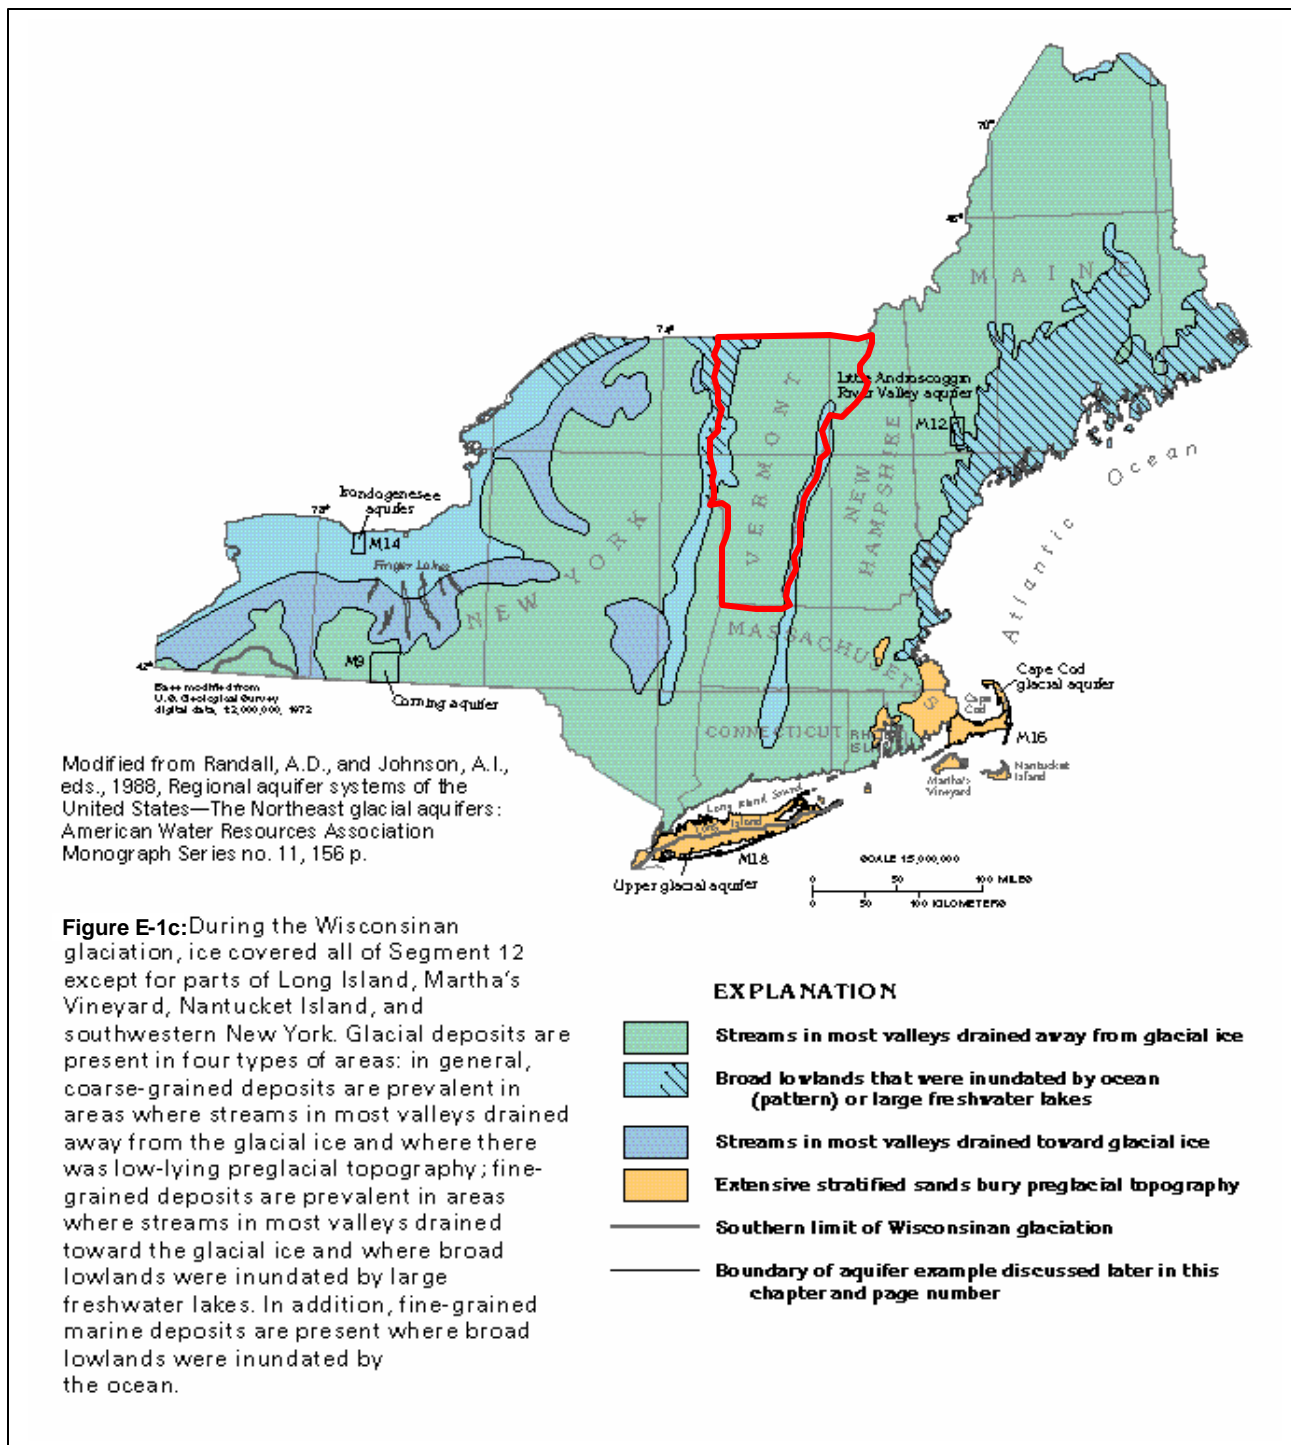 70°
45°
MAINE
74°
Little Androscoggin
River Valley aquifer
M12
VERMONT
NEW
HAMPSHIRE
Atlantic Ocean
Irondogenesee
aquifer
M14
Finger Lakes
NEW YORK
MASSACHUSETTS
42°
M9
Corning aquifer
Base modified from
U.S. Geological Survey
digital data, 1:2,000,000, 1972
Cape Cod
glacial aquifer
Cape
Cod
M16
CONNECTICUT
Martha's
Vineyard
Nantucket
Island
Long Island Sound
Long Island
M18
Upper glacial aquifer
SCALE 1:5,000,000
0 50 100 MILES
0 50 100 KILOMETERS
Modified from Randall, A.D., and Johnson, A.I.,
eds., 1988, Regional aquifer systems of the
United States—The Northeast glacial aquifers:
American Water Resources Association
Monograph Series no. 11, 156 p.
Figure E-1c: During the Wisconsinan
glaciation, ice covered all of Segment 12
except for parts of Long Island, Martha's
Vineyard, Nantucket Island, and
southwestern New York. Glacial deposits are
present in four types of areas: in general,
coarse-grained deposits are prevalent in
areas where streams in most valleys drained
away from the glacial ice and where there
was low-lying preglacial topography; fine-
grained deposits are prevalent in areas
where streams in most valleys drained
toward the glacial ice and where broad
lowlands were inundated by large
freshwater lakes. In addition, fine-grained
marine deposits are present where broad
lowlands were inundated by
the ocean.
EXPLANATION
Streams in most valleys drained away from glacial ice
Broad lowlands that were inundated by ocean
(pattern) or large freshwater lakes
Streams in most valleys drained toward glacial ice
Extensive stratified sands bury preglacial topography
Southern limit of Wisconsinan glaciation
Boundary of aquifer example discussed later in this
chapter and page number